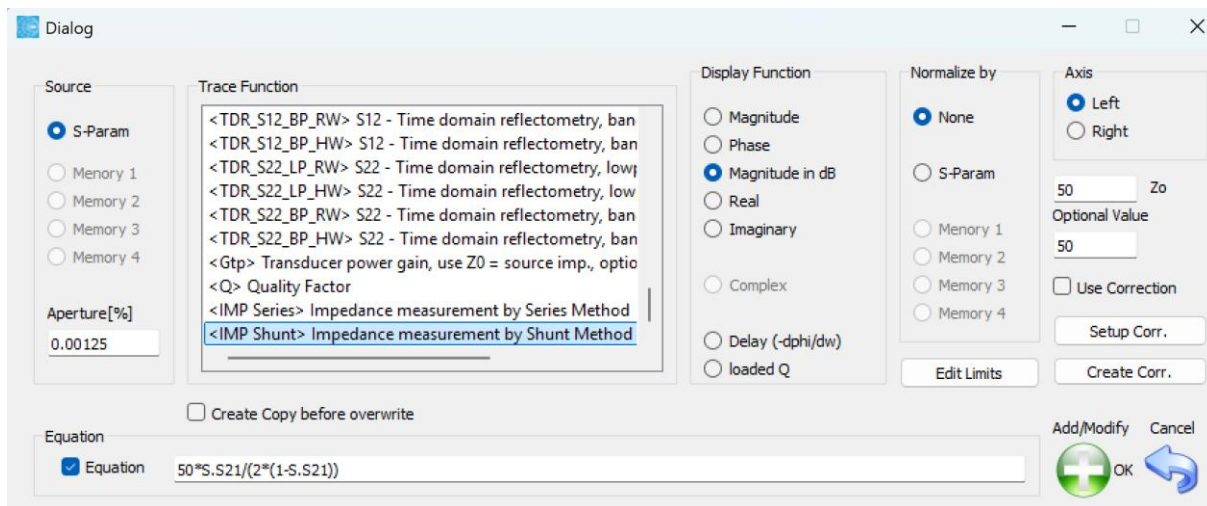 Dialog
Source
S-Param
Menory 1
Memory 2
Memory 3
Memory 4
Aperture[%]
0.00125
Trace Function
<TDR_S12_BP_RW> S12 - Time domain reflectometry, ban
<TDR_S12_BP_HW> S12 - Time domain reflectometry, ban
<TDR_S22_LP_RW> S22 - Time domain reflectometry, lowp
<TDR_S22_LP_HW> S22 - Time domain reflectometry, low
<TDR_S22_BP_RW> S22 - Time domain reflectometry, ban
<TDR_S22_BP_HW> S22 - Time domain reflectometry, ban
<Gtp> Transducer power gain, use Z0 = source imp., optio
<Q> Quality Factor
<IMP Series> Impedance measurement by Series Method
<IMP Shunt> Impedance measurement by Shunt Method
Display Function
Magnitude
Phase
Magnitude in dB
Real
Imaginary
Complex
Delay (-dphi/dw)
loaded Q
Normalize by
None
S-Param
Menory 1
Memory 2
Memory 3
Memory 4
Edit Limits
Axis
Left
Right
50 Zo
Optional Value
50
Use Correction
Setup Corr.
Create Corr.
Create Copy before overwrite
Equation
Equation 50*S.S21/(2*(1-S.S21))
Add/Modify Cancel
OK